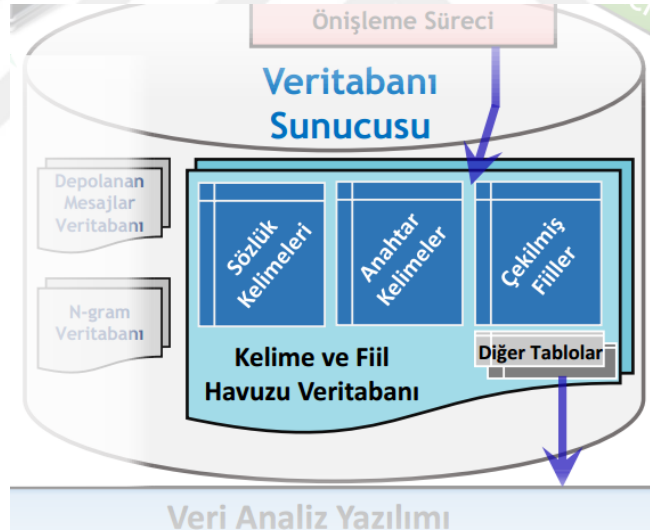 Önişleme Süreci
Veritabanı
Sunucusu
Depolanan
Mesajlar
Veritabanı
N-gram
Veritabanı
Sözlük
Kelimeleri
Anahtar
Kelimeler
Çekilmiş
Fiiller
Diğer Tablolar
Kelime ve Fiil
Havuzu Veritabanı
Veri Analiz Yazılımı